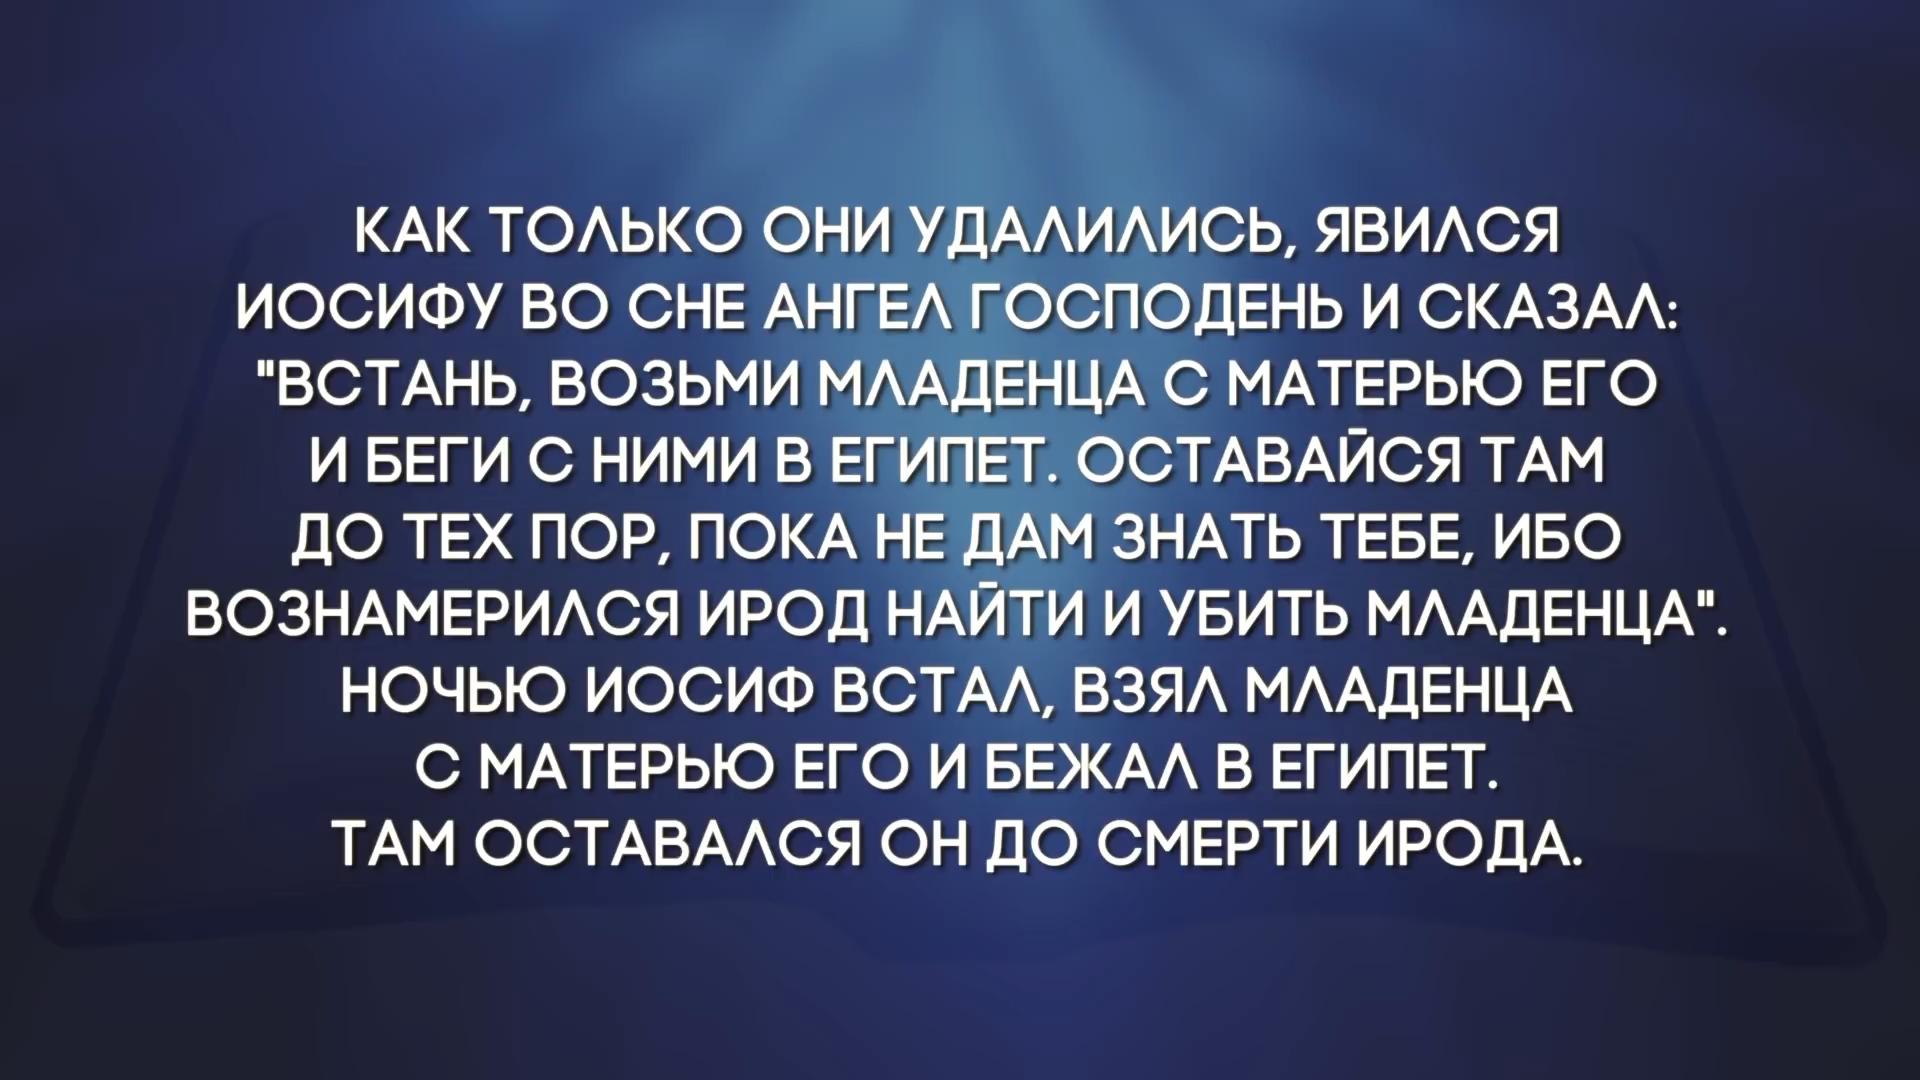 КАК ТОЛЬКО ОНИ УДАЛИЛИСЬ, ЯВИЛСЯ
ИОСИФУ ВО СНЕ АНГЕЛ ГОСПОДЕНЬ И СКАЗАЛ:
"ВСТАНЬ, ВОЗЬМИ МЛАДЕНЦА С МАТЕРЬЮ ЕГО
И БЕГИ С НИМИ В ЕГИПЕТ. ОСТАВАЙСЯ ТАМ
ДО ТЕХ ПОР, ПОКА НЕ ДАМ ЗНАТЬ ТЕБЕ, ИБО
ВОЗНАМЕРИЛСЯ ИРОД НАЙТИ И УБИТЬ МЛАДЕНЦА".
НОЧЬЮ ИОСИФ ВСТАЛ, ВЗЯЛ МЛАДЕНЦА
С МАТЕРЬЮ ЕГО И БЕЖАЛ В ЕГИПЕТ.
ТАМ ОСТАВАЛСЯ ОН ДО СМЕРТИ ИРОДА.